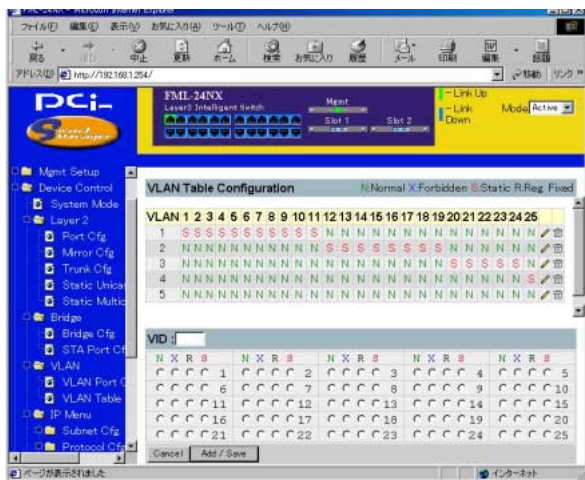 FML-24NX - Microsoft Internet Explorer
ファイル(F) 編集(E) 表示(V) お気に入り(A) ツール(T) ヘルプ(H)
戻る 中止 更新 ホーム 検索 お気に入り 履歴 メール 印刷 編集 話題
アドレス(D) http://192.168.1.254/ 移動 リンク
PCi-
FML-24NX
Layer3 Intelligent Switch
Mgmt
Slot 1 Slot 2
Link Up
Link Down
Mode Active
Mgmt Setup
Device Control
System Mode
Layer 2
Port Cfg
Mirror Cfg
Trunk Cfg
Static Unica
Static Multic
Bridge
Bridge Cfg
STA Port Cf
VLAN
VLAN Port C
VLAN Table
IP Menu
Subnet Cfg
Protocol Cfg
VLAN Table Configuration N:Normal X:Forbidden S:Static R:Reg. Fixed
VLAN 1 2 3 4 5 6 7 8 9 10 11 12 13 14 15 16 17 18 19 20 21 22 23 24 25
1 S S S S S S S S S S S N N N N N N N N N N N N N N
2 N N N N N N N N N N N S S S S S S S S N N N N N N
3 N N N N N N N N N N N N N N N N N N N S S S S S N
4 N N N N N N N N N N N N N N N N N N N N N N N N S
5 N N N N N N N N N N N N N N N N N N N N N N N N N
VID :
N X R S N X R S N X R S N X R S N X R S
1 2 3 4 5
6 7 8 9 10
11 12 13 14 15
16 17 18 19 20
21 22 23 24 25
Cancel Add / Save
ページが表示されました インターネット